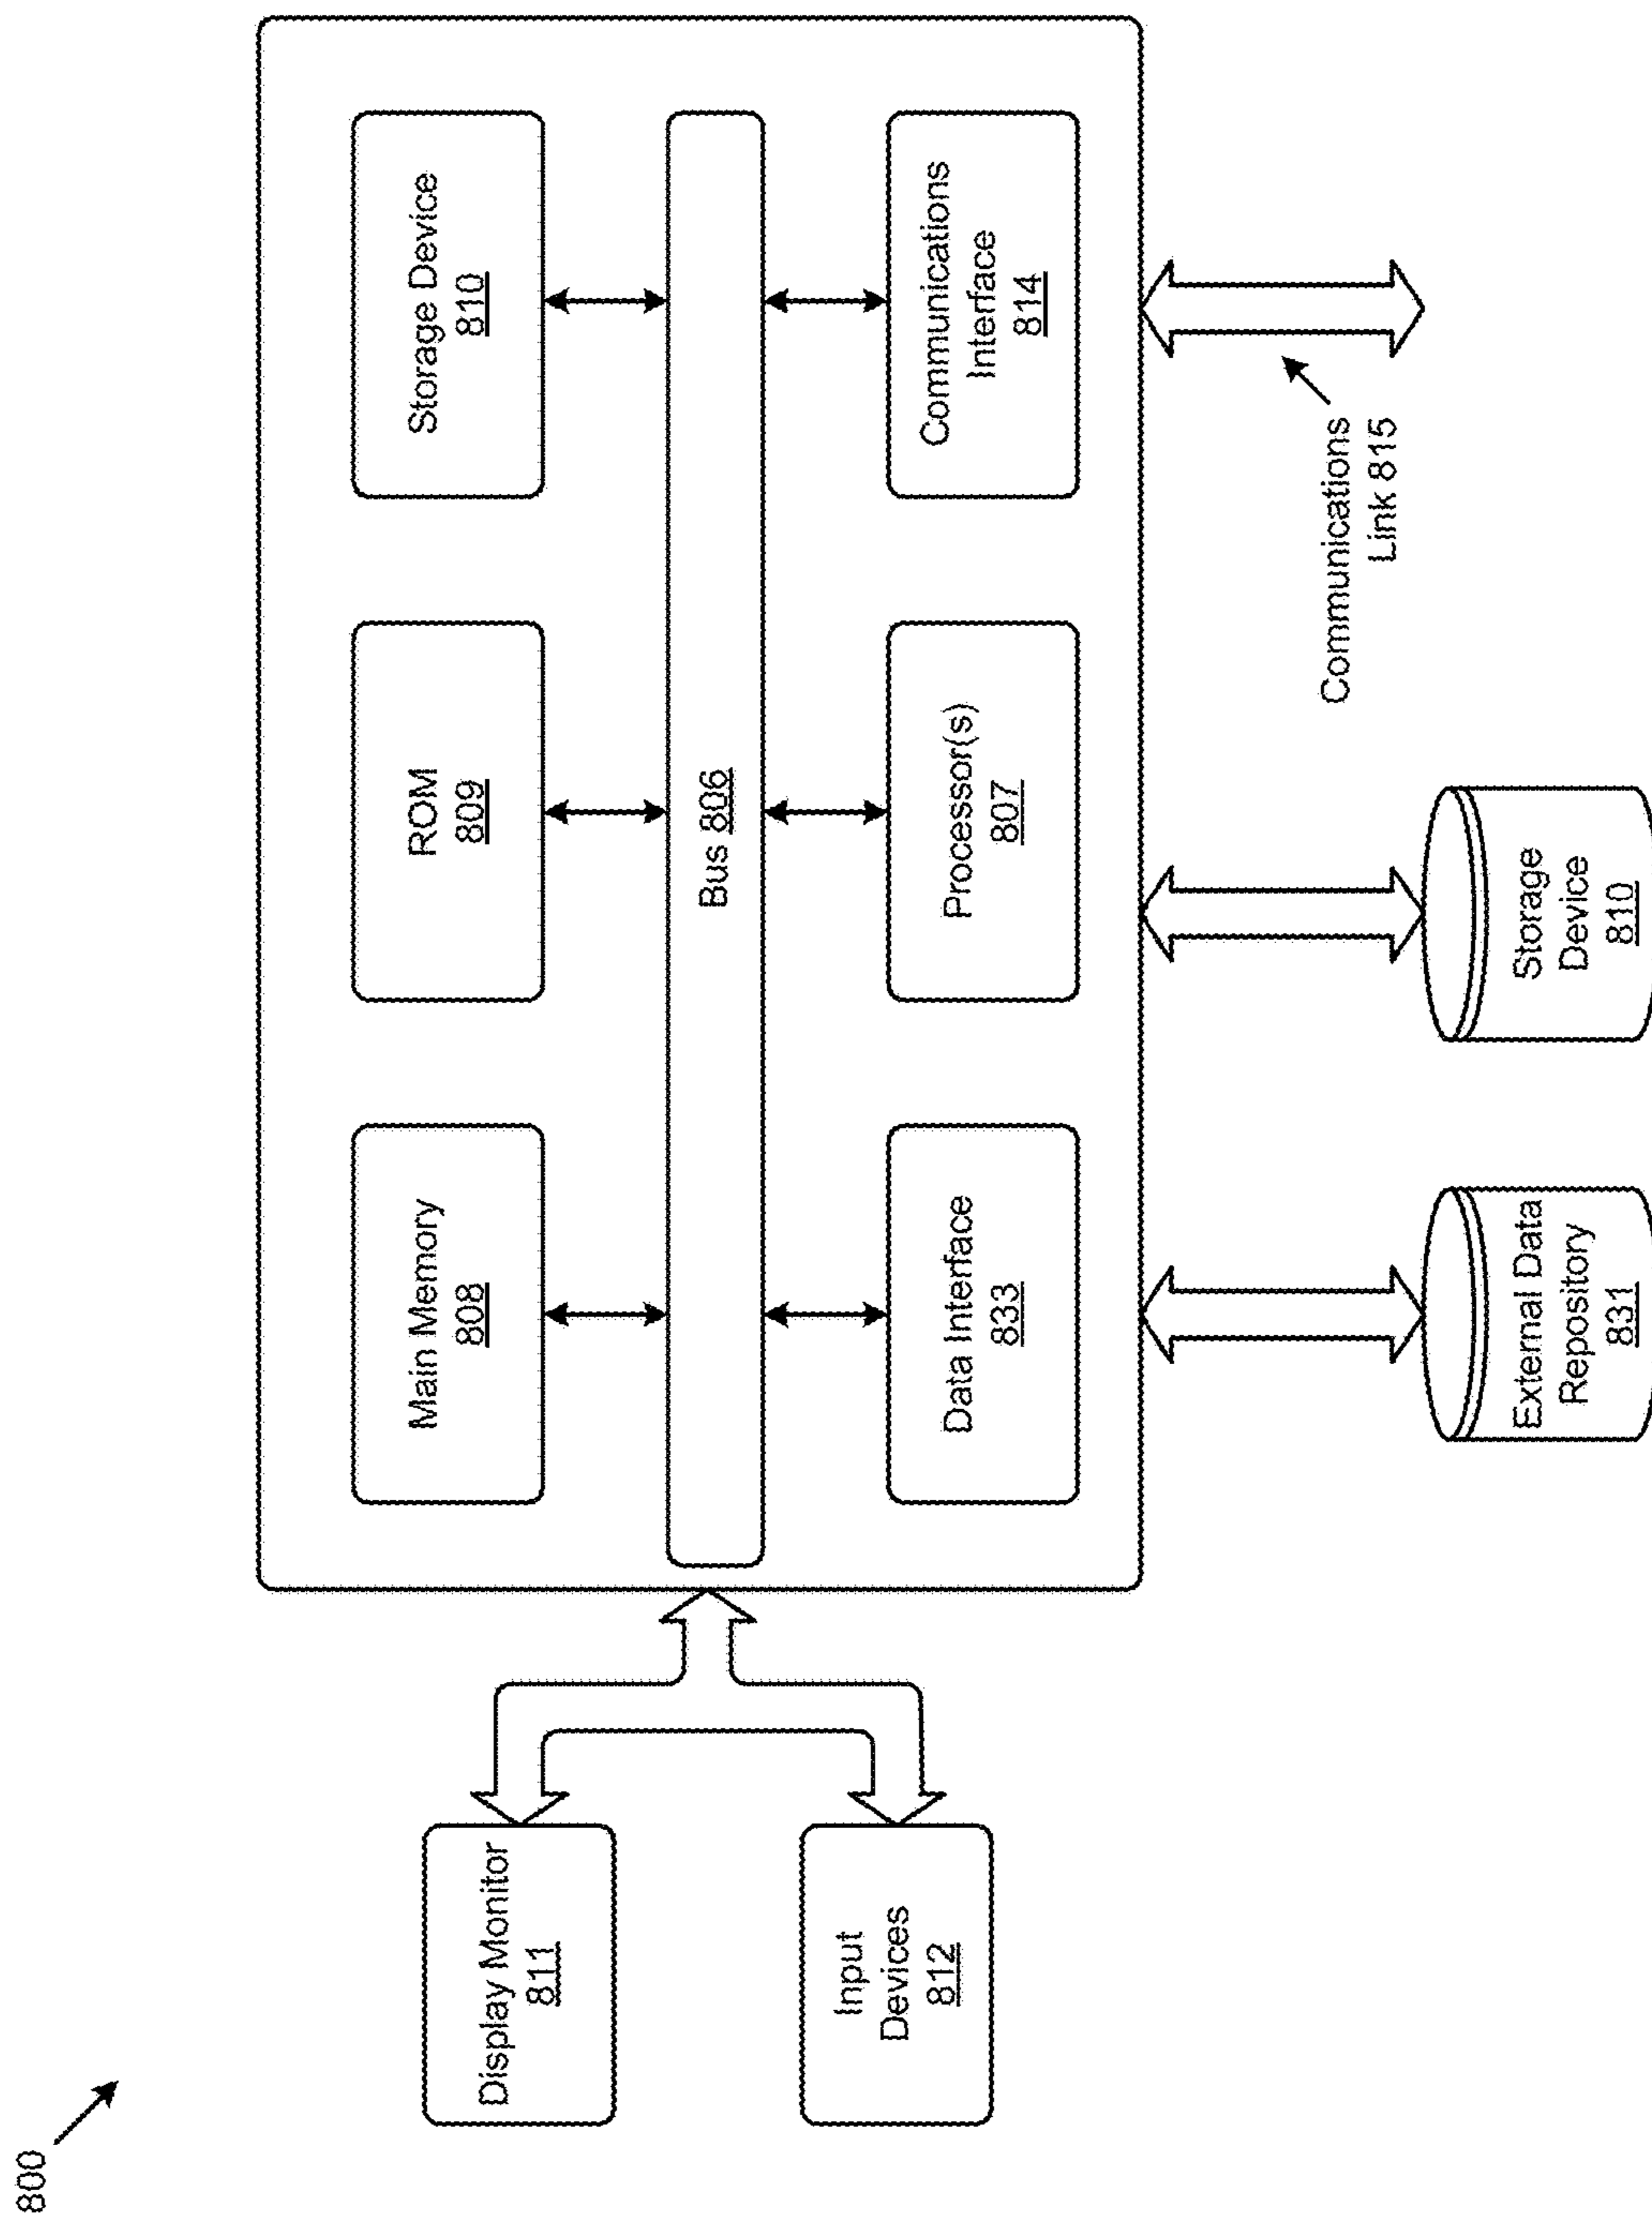 800
Display Monitor
811
Input
Devices
812
Main Memory
808
ROM
809
Storage Device
810
Bus 806
Data Interface
833
Processor(s)
807
Communications
Interface
814
Communications
Link 815
External Data
Repository
831
Storage
Device
810